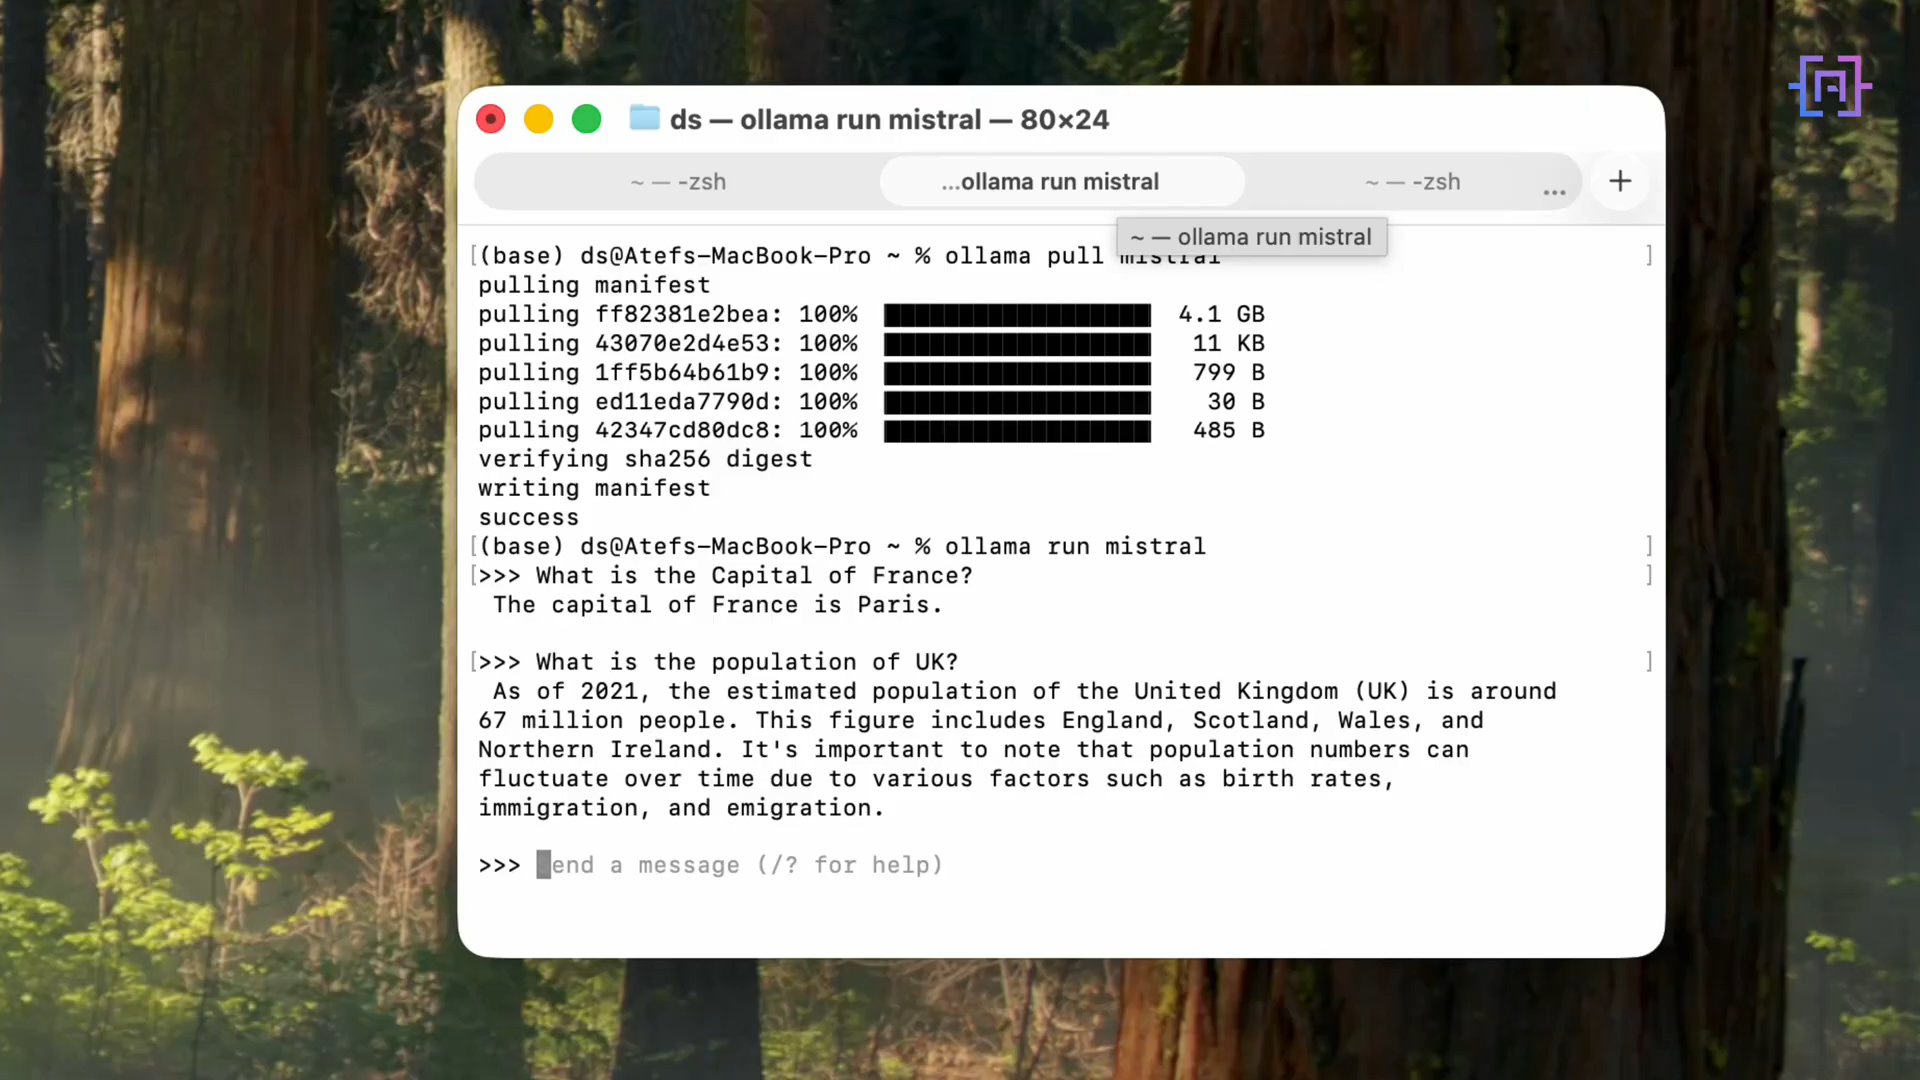 ds — ollama run mistral — 80×24
~ — -zsh
...ollama run mistral
~ — -zsh
...
+
~ — ollama run mistral
[(base) ds@Atefs-MacBook-Pro ~ % ollama pull mistral ]
pulling manifest
pulling ff82381e2bea: 100% 4.1 GB
pulling 43070e2d4e53: 100% 11 KB
pulling 1ff5b64b61b9: 100% 799 B
pulling ed11eda7790d: 100% 30 B
pulling 42347cd80dc8: 100% 485 B
verifying sha256 digest
writing manifest
success
[(base) ds@Atefs-MacBook-Pro ~ % ollama run mistral ]
[>>> What is the Capital of France? ]
The capital of France is Paris.
[>>> What is the population of UK? ]
As of 2021, the estimated population of the United Kingdom (UK) is around
67 million people. This figure includes England, Scotland, Wales, and
Northern Ireland. It's important to note that population numbers can
fluctuate over time due to various factors such as birth rates,
immigration, and emigration.
>>> Send a message (/? for help)